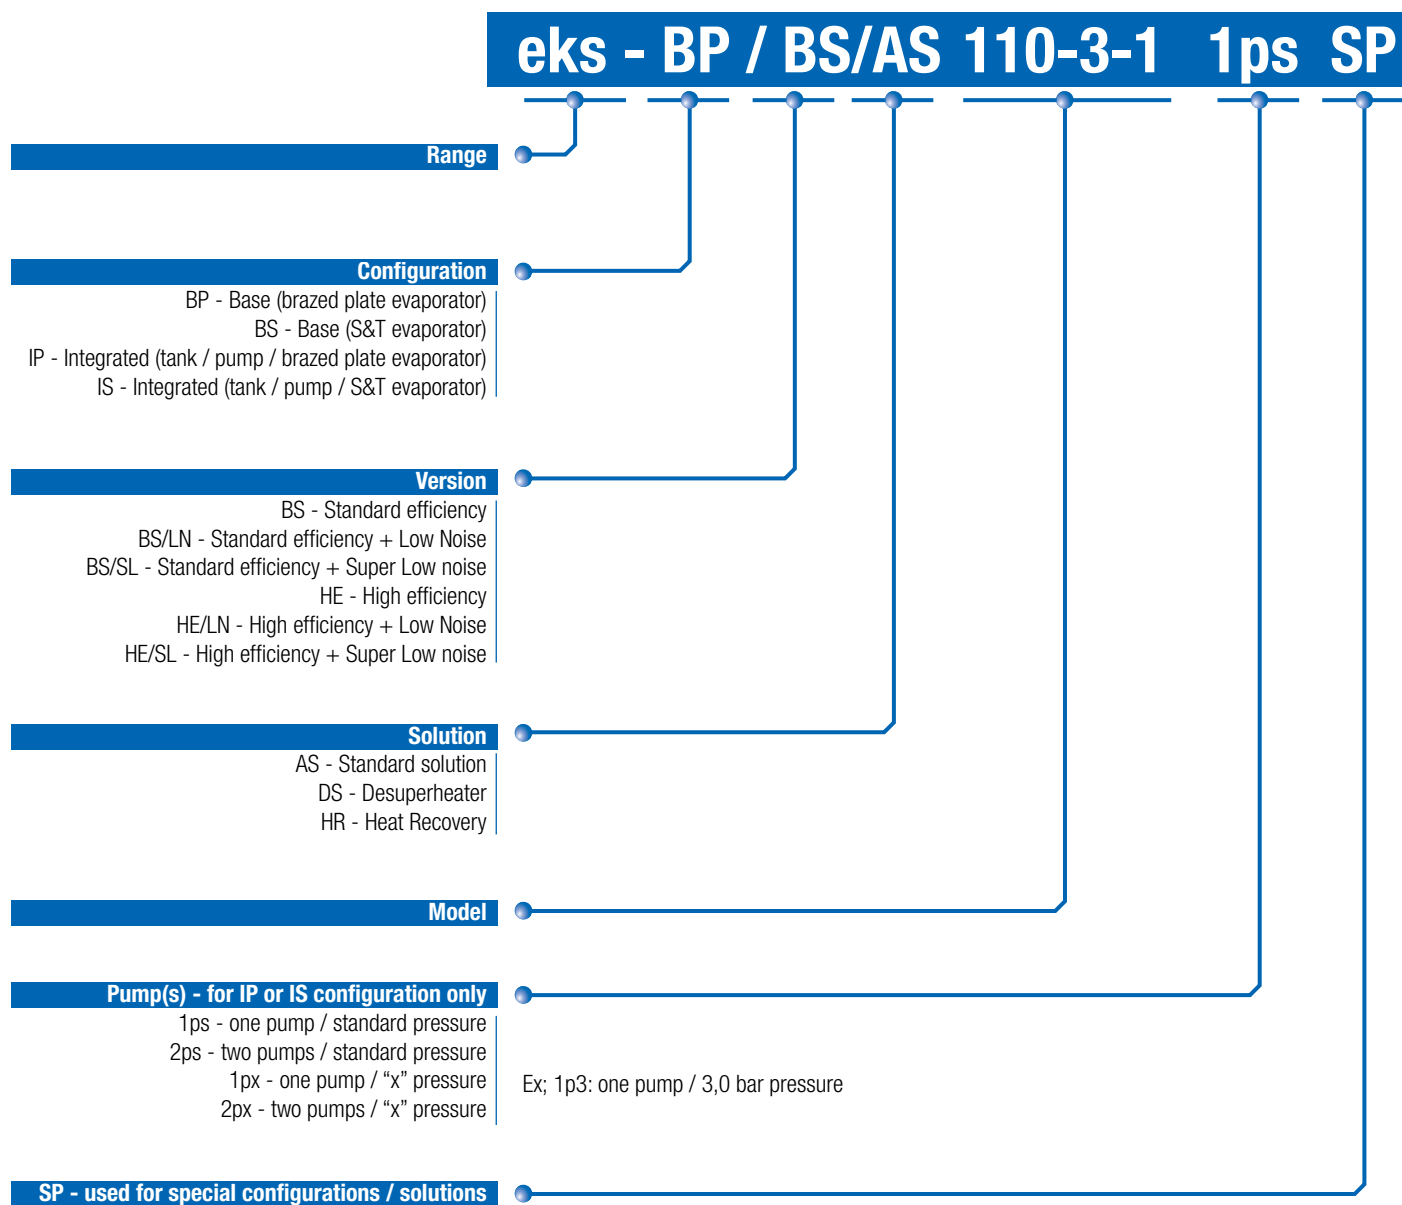 eks - BP / BS/AS 110-3-1 1ps SP
Range
Configuration
BP - Base (brazed plate evaporator)
BS - Base (S&T evaporator)
IP - Integrated (tank / pump / brazed plate evaporator)
IS - Integrated (tank / pump / S&T evaporator)
Version
BS - Standard efficiency
BS/LN - Standard efficiency + Low Noise
BS/SL - Standard efficiency + Super Low noise
HE - High efficiency
HE/LN - High efficiency + Low Noise
HE/SL - High efficiency + Super Low noise
Solution
AS - Standard solution
DS - Desuperheater
HR - Heat Recovery
Model
Pump(s) - for IP or IS configuration only
1ps - one pump / standard pressure
2ps - two pumps / standard pressure
1px - one pump / “x” pressure
2px - two pumps / “x” pressure
Ex; 1p3: one pump / 3,0 bar pressure
SP - used for special configurations / solutions